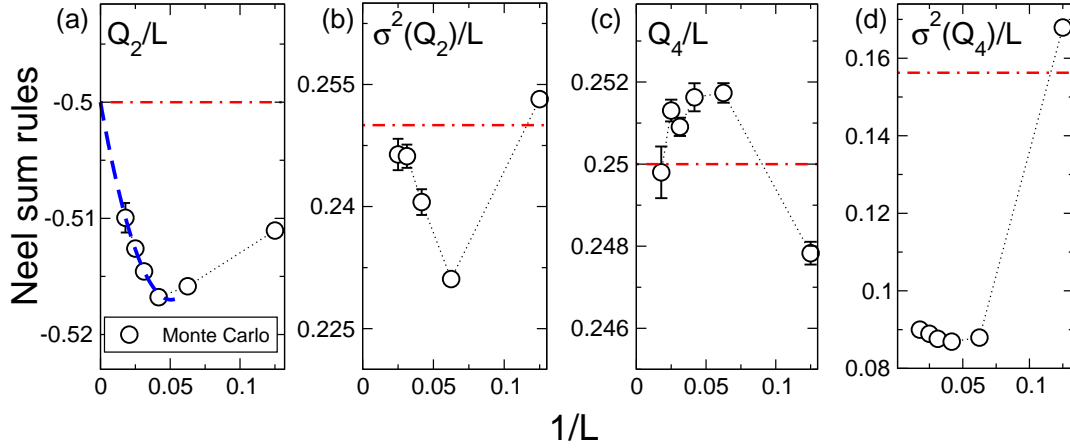 (a)
Q2/L
(b)
σ²(Q2)/L
(c)
Q4/L
(d)
σ²(Q4)/L
Neel sum rules
-0.5
-0.51
-0.52
Monte Carlo
0
0.05
0.1
0.255
0.24
0.225
0
0.05
0.1
0.252
0.25
0.248
0.246
0
0.05
0.1
0.16
0.14
0.12
0.1
0.08
0.05
0.1
1/L